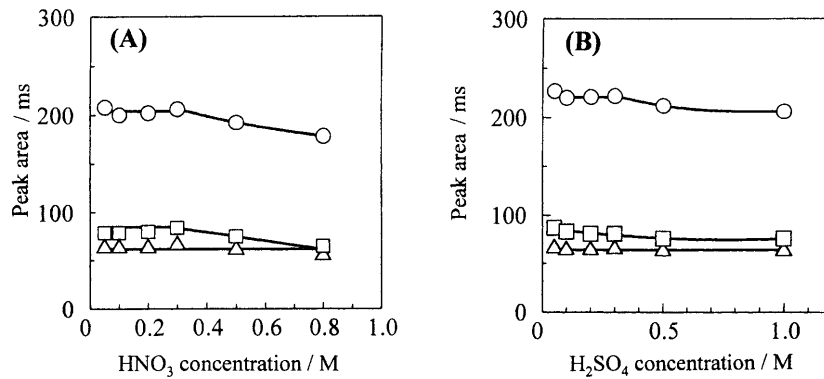 (A)
300
200
100
0
Peak area / ms
0
0.2
0.4
0.6
0.8
1.0
HNO₃ concentration / M
(B)
300
200
100
0
Peak area / ms
0
0.5
1.0
H₂SO₄ concentration / M